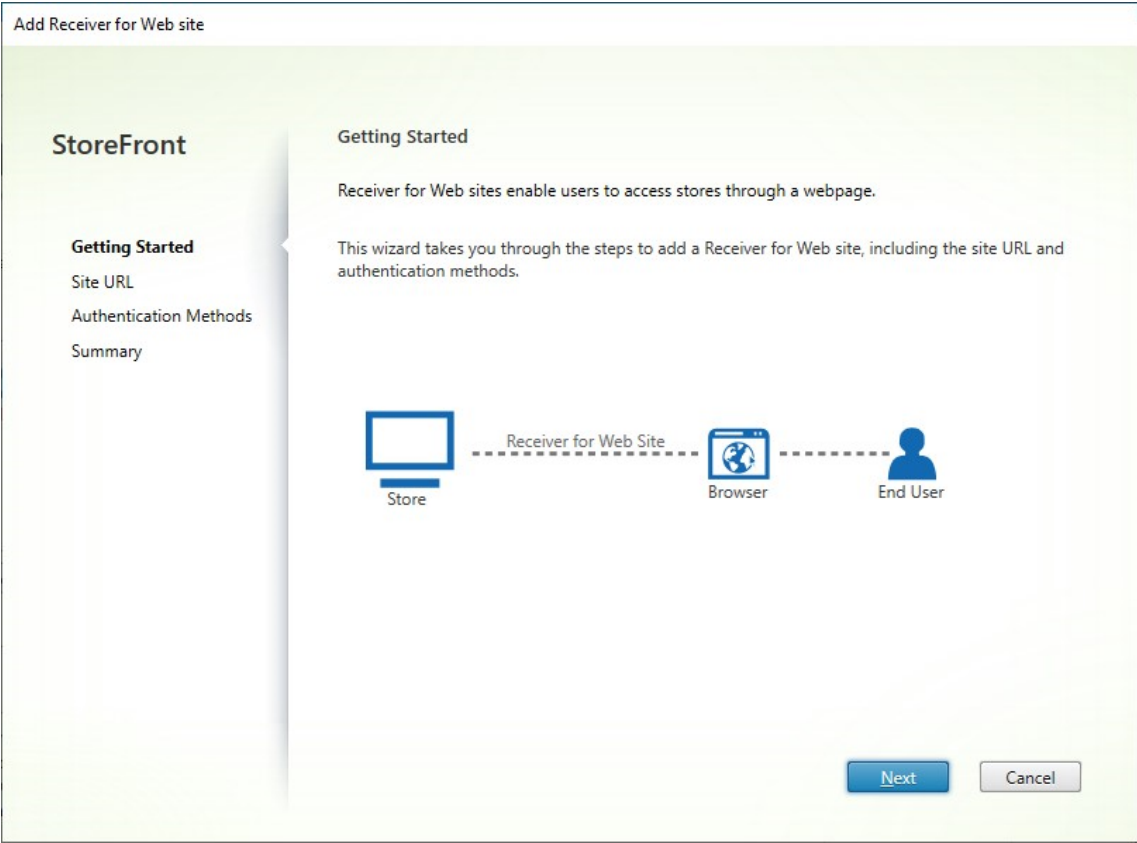 Add Receiver for Web site
StoreFront
Getting Started
Site URL
Authentication Methods
Summary
Getting Started
Receiver for Web sites enable users to access stores through a webpage.
This wizard takes you through the steps to add a Receiver for Web site, including the site URL and
authentication methods.
Receiver for Web Site
Store
Browser
End User
Next
Cancel